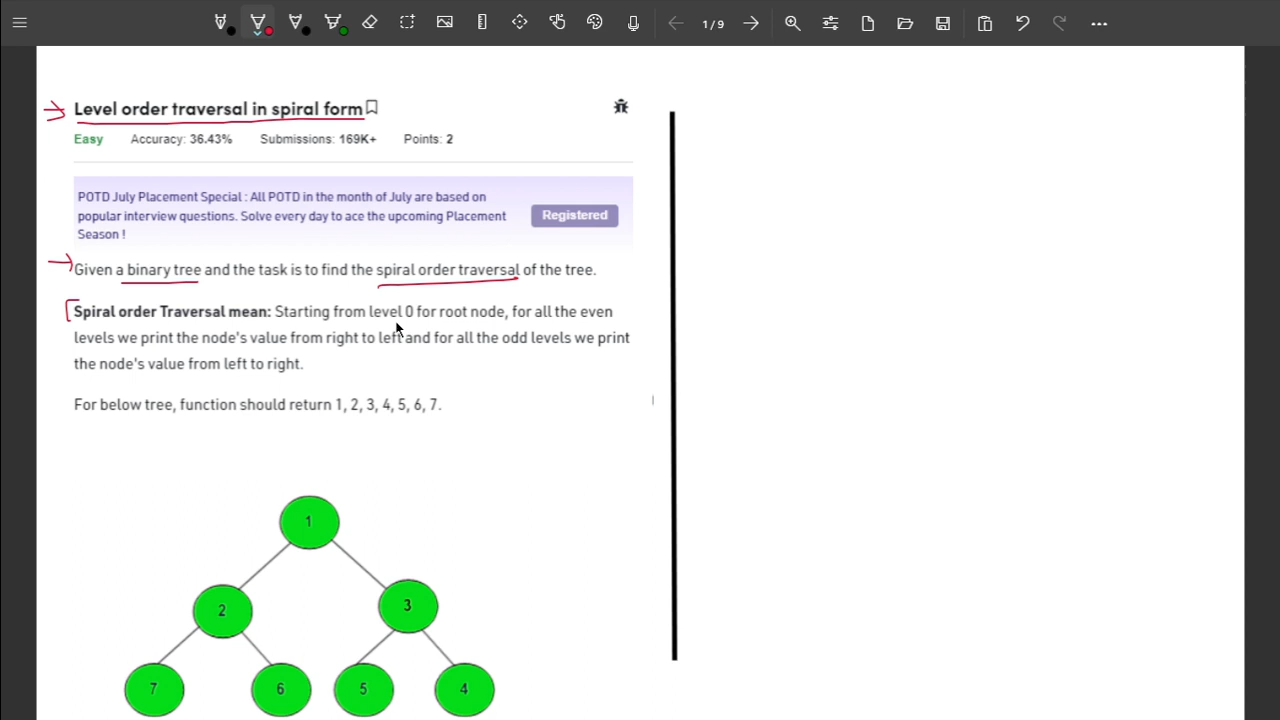 1/9
Level order traversal in spiral form
Easy Accuracy: 36.43% Submissions: 169K+ Points: 2
POTD July Placement Special : All POTD in the month of July are based on
popular interview questions. Solve every day to ace the upcoming Placement
Season !
Registered
Given a binary tree and the task is to find the spiral order traversal of the tree.
Spiral order Traversal mean: Starting from level 0 for root node, for all the even
levels we print the node's value from right to left and for all the odd levels we print
the node's value from left to right.
For below tree, function should return 1, 2, 3, 4, 5, 6, 7.
1
2 3
7 6 5 4